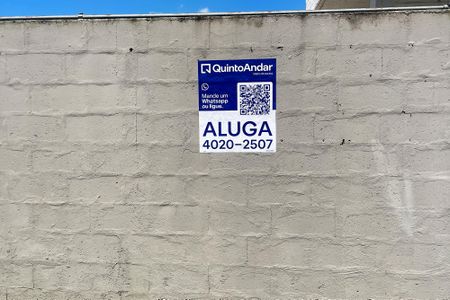 QuintoAndar
Mande um
Whatsapp
ou ligue.
ALUGA
4020-2507